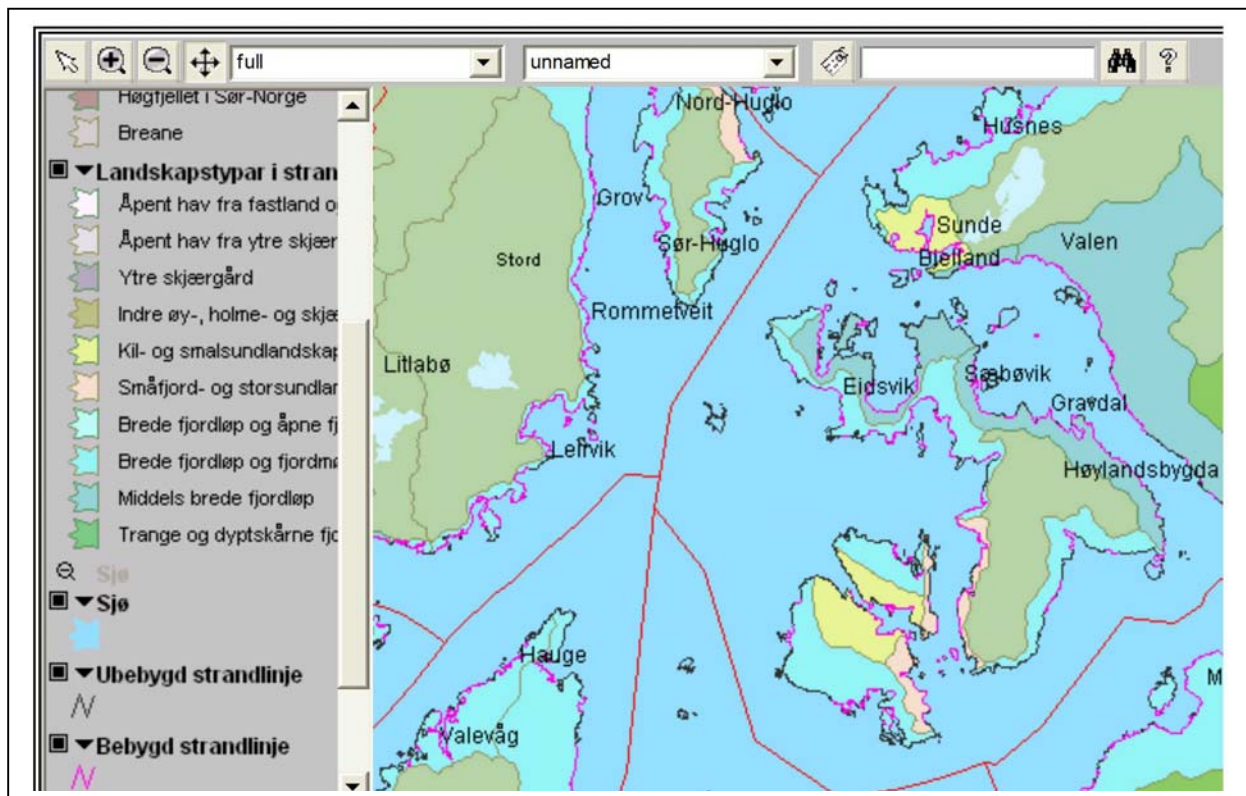 full
unnamed
Høgfjellet i Sør-Norge
Breane
Landskapstypar i stran
Åpent hav fra fastland o
Åpent hav fra ytre skjær
Ytre skjærgård
Indre øy-, holme- og skjæ
Kil- og smalsundlandskap
Småfjord- og storsundlan
Brede fjordløp og åpne fj
Brede fjordløp og fjordmø
Middels brede fjordløp
Trange og dyptskårne fjo
Sjø
Sjø
Ubebygd strandlinje
Bebygd strandlinje
Nord-Huglo
Husnes
Grov
Sunde
Sør-Huglo
Valen
Bjelland
Stord
Rommetveit
Litlabø
Eidsvik
Sæbøvik
Gravdal
Leirvik
Høylandsbygda
Hauge
M
Valevåg